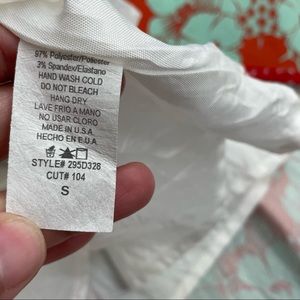 97% Polyester/Poliester
3% Spandex/Elastano
HAND WASH COLD
DO NOT BLEACH
HANG DRY
LAVE FRIO A MANO
NO USAR CLORO
MADE IN U.S.A
HECHO EN E.U.A
STYLE# 295D328
CUT# 104
S